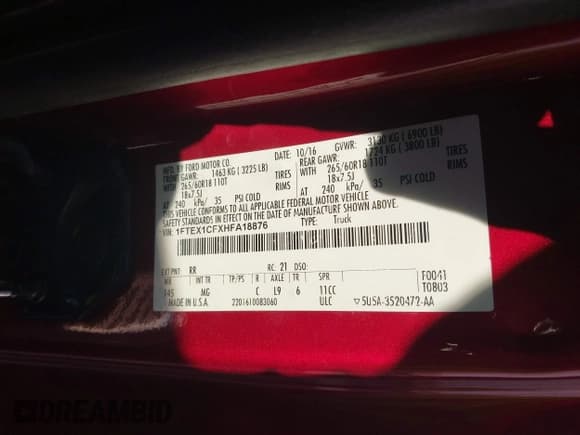 MFD. BY FORD MOTOR CO.
DATE: 10/16 GVWR: 3130 KG ( 6900 LB)
FRONT GAWR: 1463 KG ( 3225 LB) REAR GAWR: 1724 KG ( 3800 LB)
WITH 265/60R18 110T TIRES WITH 265/60R18 110T TIRES
18x7.5J RIMS 18x7.5J RIMS
AT 240 kPa/ 35 PSI COLD AT 240 kPa/ 35 PSI COLD
THIS VEHICLE CONFORMS TO ALL APPLICABLE FEDERAL MOTOR VEHICLE
SAFETY STANDARDS IN EFFECT ON THE DATE OF MANUFACTURE SHOWN ABOVE.
VIN: 1FTEX1CFXHFA18876 TYPE: Truck
EXT PNT: RR RC: 21 DSO: F0041
WB INT TR TP/PS R AXLE TR SPR T0803
145 MG C L9 6 11CC
MADE IN U.S.A. 2201610083060 ULC 5USA-3520472-AA
DREAMBID